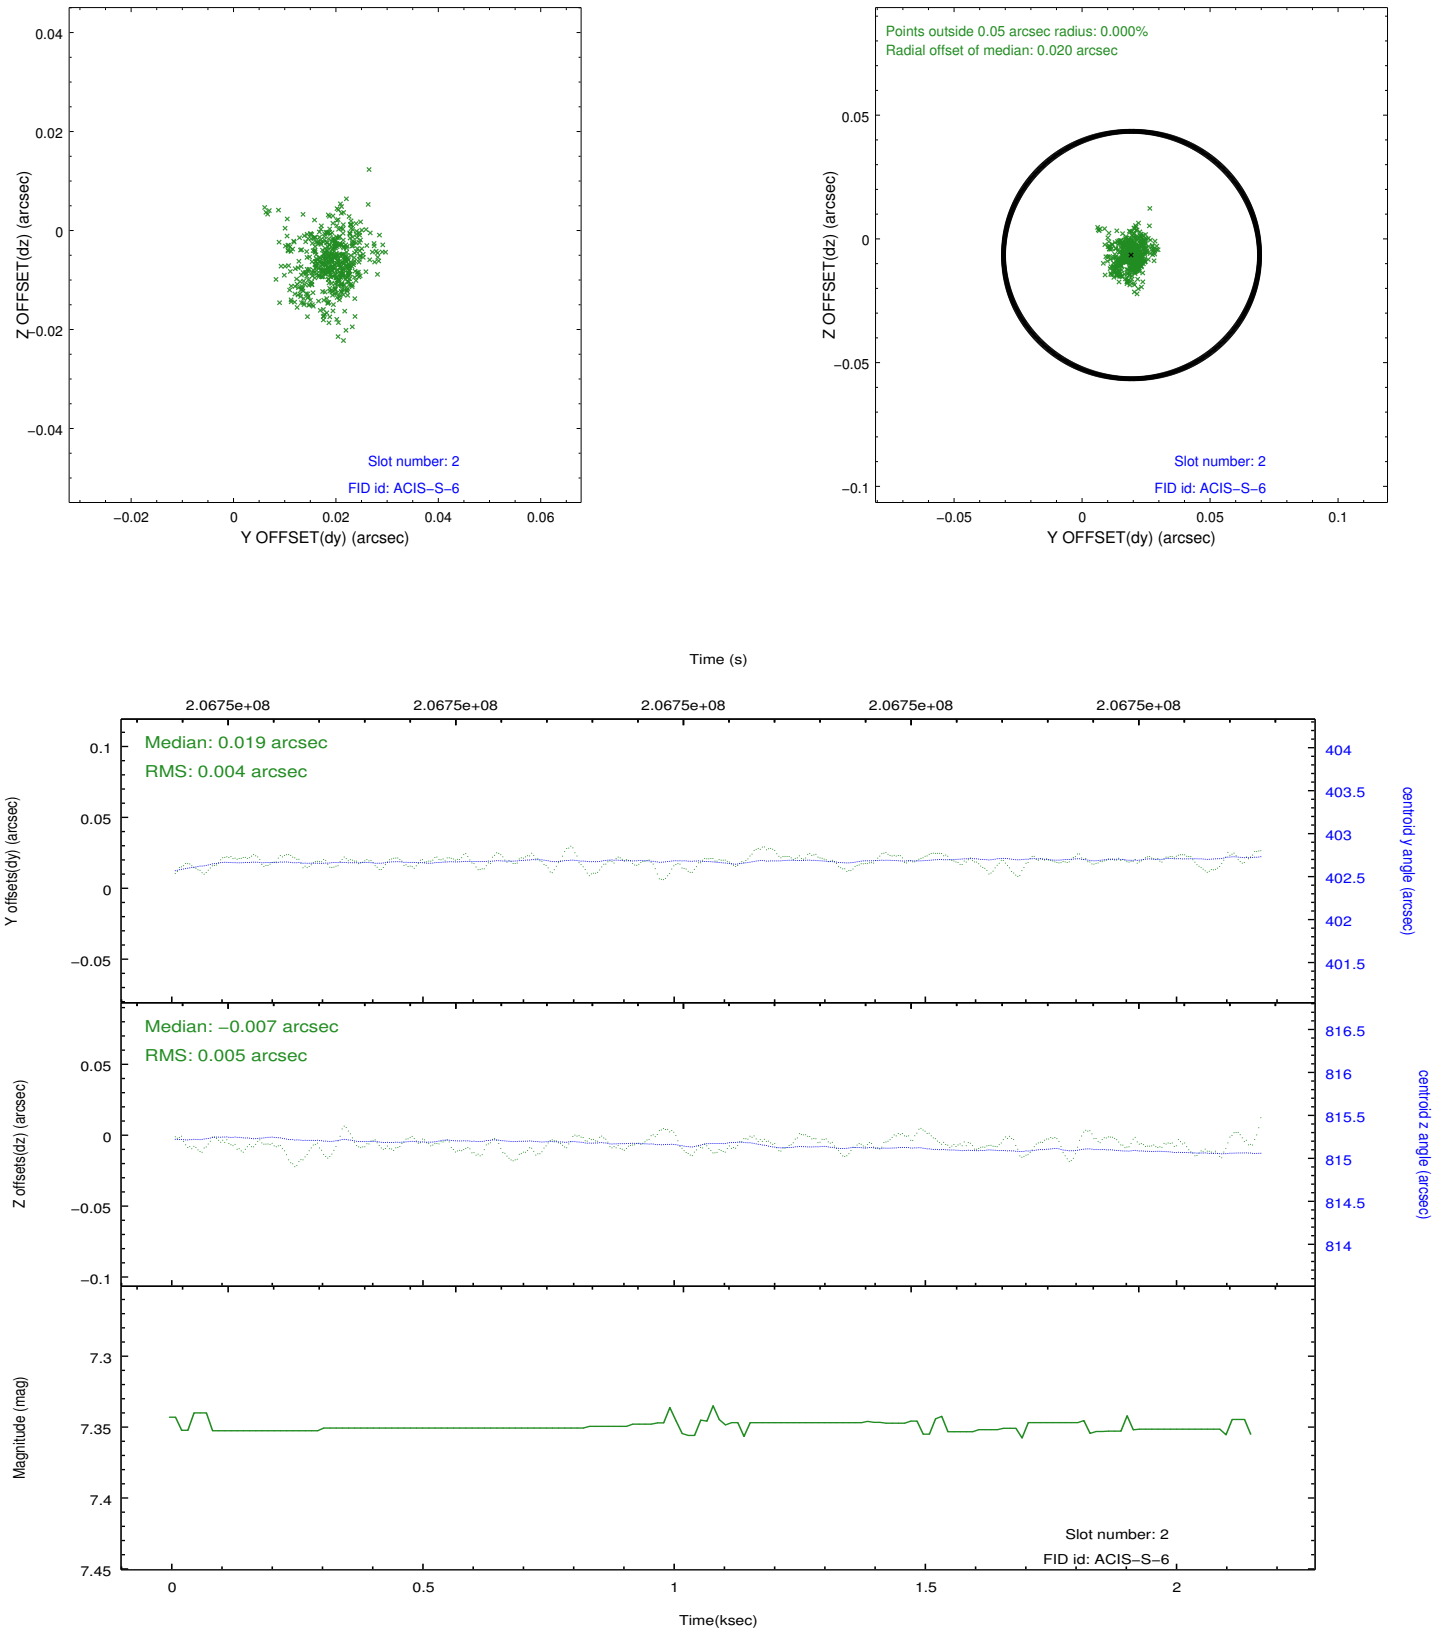 0.04
0.02
0
−0.02
−0.04
Z OFFSET(dz) (arcsec)
Slot number: 2
FID id: ACIS−S−6
−0.02
0
0.02
0.04
0.06
Y OFFSET(dy) (arcsec)
Points outside 0.05 arcsec radius: 0.000%
Radial offset of median: 0.020 arcsec
0.05
0
−0.05
−0.1
Z OFFSET(dz) (arcsec)
Slot number: 2
FID id: ACIS−S−6
−0.05
0
0.05
0.1
Y OFFSET(dy) (arcsec)
Time (s)
2.0675e+08
2.0675e+08
2.0675e+08
2.0675e+08
2.0675e+08
Median: 0.019 arcsec
RMS: 0.004 arcsec
0.1
0.05
0
−0.05
Y offsets(dy) (arcsec)
404
403.5
403
402.5
402
401.5
centroid y angle (arcsec)
Median: −0.007 arcsec
RMS: 0.005 arcsec
0.05
0
−0.05
−0.1
Z offsets(dz) (arcsec)
816.5
816
815.5
815
814.5
814
centroid z angle (arcsec)
7.3
7.35
7.4
7.45
Magnitude (mag)
Slot number: 2
FID id: ACIS−S−6
0
0.5
1
1.5
2
Time(ksec)